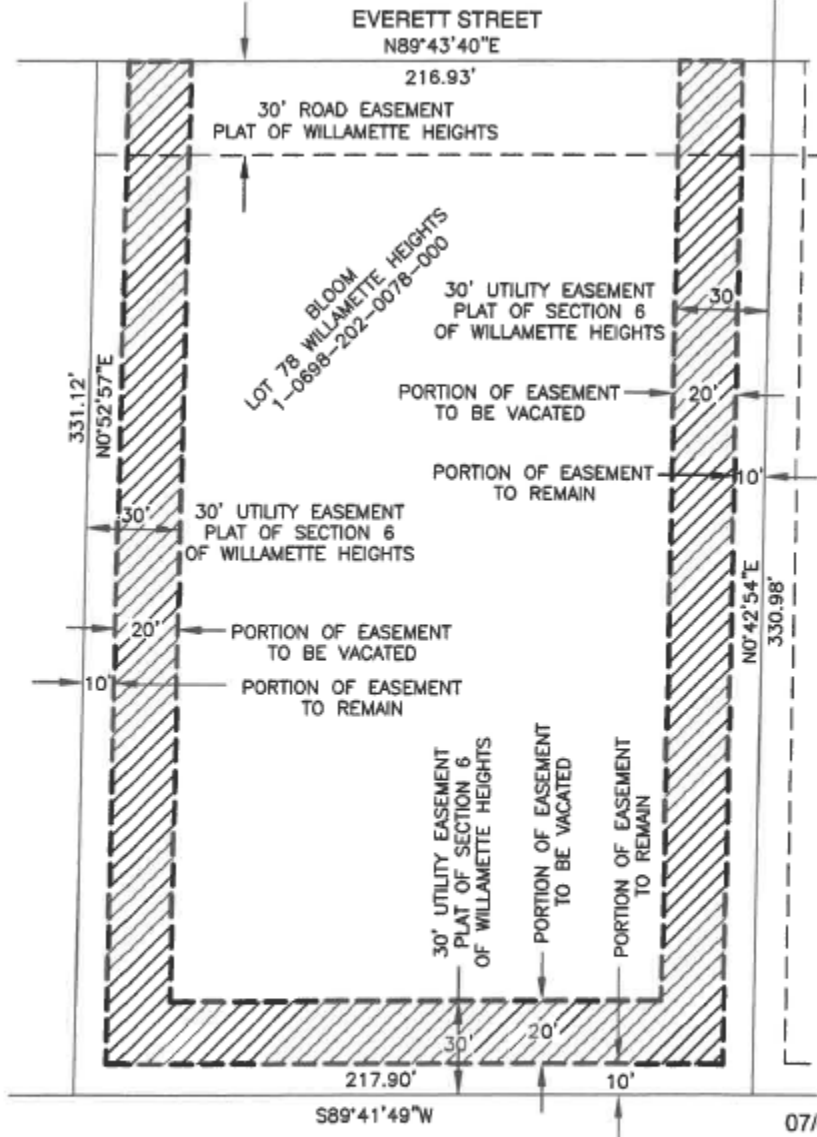 EVERETT STREET
N89°43'40"E
216.93'
30' ROAD EASEMENT
PLAT OF WILLAMETTE HEIGHTS
BLOOM
LOT 78 WILLAMETTE HEIGHTS
1-0698-202-0078-000
30' UTILITY EASEMENT
PLAT OF SECTION 6
OF WILLAMETTE HEIGHTS
30
PORTION OF EASEMENT
TO BE VACATED
20'
PORTION OF EASEMENT
TO REMAIN
10'
331.12'
N0°52'57"E
30'
30' UTILITY EASEMENT
PLAT OF SECTION 6
OF WILLAMETTE HEIGHTS
20'
PORTION OF EASEMENT
TO BE VACATED
10'
PORTION OF EASEMENT
TO REMAIN
N0°42'54"E
330.98'
30' UTILITY EASEMENT
PLAT OF SECTION 6
OF WILLAMETTE HEIGHTS
PORTION OF EASEMENT
TO BE VACATED
PORTION OF EASEMENT
TO REMAIN
30'
20'
217.90'
10'
S89°41'49"W
07/